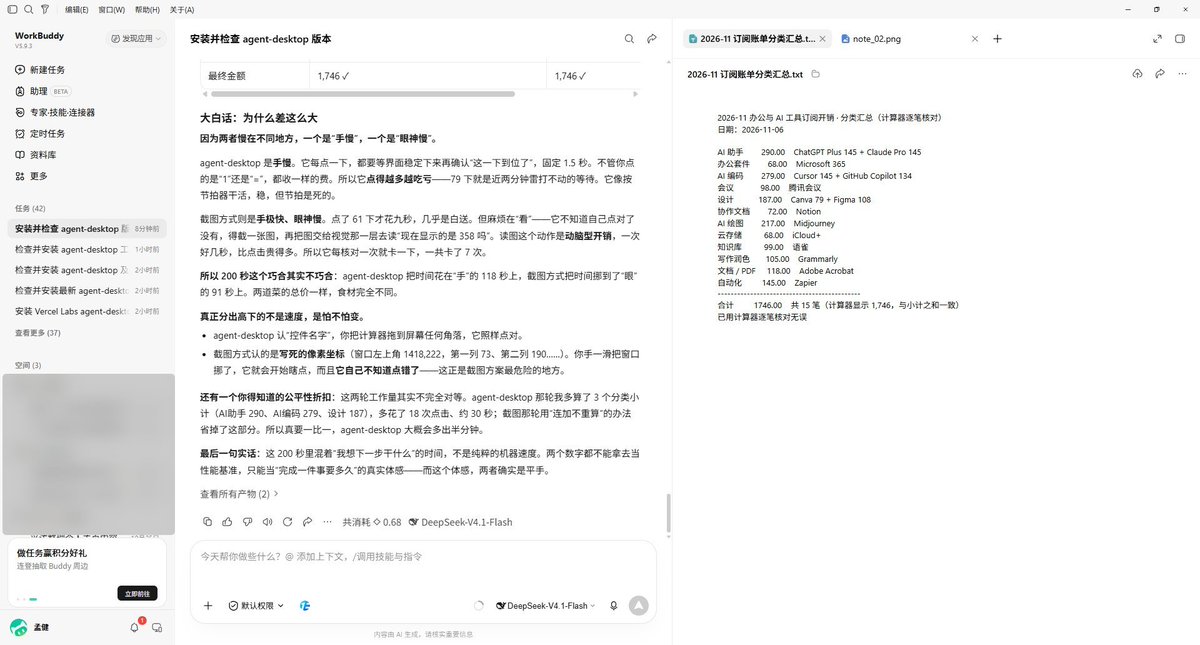 编辑(E) 窗口(W) 帮助(H) 关于(A)
WorkBuddy
V5.9.3
发现应用
新建任务
助理 BETA
专家·技能·连接器
定时任务
资料库
更多
任务 (42)
安装并检查 agent-desktop 版 8分钟前
检查并安装 agent-desktop 工 1小时前
检查并安装 agent-desktop 及 2小时前
检查并安装最新 agent-deskto 2小时前
安装 Vercel Labs agent-deskt 2小时前
查看更多 (37)
空间 (3)
做任务赢积分好礼
连登抽取 Buddy 周边
立即前往
孟健
1
安装并检查 agent-desktop 版本
最终金额 1,746 ✓ 1,746 ✓
大白话：为什么差这么大
因为两者慢在不同地方，一个是“手慢”，一个是“眼神慢”。
agent-desktop 是手慢。它每点一下，都要等界面稳定下来再确认“这一下到位了”，固定 1.5 秒。不管你点
的是“1”还是“=”，都收一样的费。所以它点得越多越吃亏——79 下就是近两分钟雷打不动的等待。它像按
节拍器干活，稳，但节拍是死的。
截图方式则是手极快、眼神慢。点了 61 下才花九秒，几乎是白送。但麻烦在“看”——它不知道自己点对了
没有，得截一张图，再把图交给视觉那一层去读“现在显示的是 358 吗”。读图这个动作是动脑型开销，一次
好几秒，比点击贵得多。所以它每核对一次就卡一下，一共卡了 7 次。
所以 200 秒这个巧合其实不巧合：agent-desktop 把时间花在“手”的 118 秒上，截图方式把时间挪到了“眼”
的 91 秒上。两道菜的总价一样，食材完全不同。
真正分出高下的不是速度，是怕不怕变。
• agent-desktop 认“控件名字”，你把计算器拖到屏幕任何角落，它照样点对。
• 截图方式认的是写死的像素坐标（窗口左上角 1418,222，第一列 73、第二列 190……）。你手一滑把窗口
挪了，它就会开始瞎点，而且它自己不知道点错了——这正是截图方案最危险的地方。
还有一个你得知道的公平性折扣：这两轮工作量其实不完全对等。agent-desktop 那轮我多算了 3 个分类小
计（AI助手 290、AI编码 279、设计 187），多花了 18 次点击、约 30 秒；截图那轮用“连加不重算”的办法
省掉了这部分。所以真要一比一，agent-desktop 大概会多出半分钟。
最后一句实话：这 200 秒里混着“我想下一步干什么”的时间，不是纯粹的机器速度。两个数字都不能拿去当
性能基准，只能当“完成一件事要多久”的真实体感——而这个体感，两者确实是平手。
查看所有产物 (2)
共消耗 0.68 DeepSeek-V4.1-Flash
今天帮你做些什么？@ 添加上下文，/调用技能与指令
默认权限 DeepSeek-V4.1-Flash
内容由 AI 生成，请核实重要信息
2026-11 订阅账单分类汇总.t... note_02.png
2026-11 订阅账单分类汇总.txt
2026-11 办公与 AI 工具订阅开销 · 分类汇总（计算器逐笔核对）
日期：2026-11-06
AI 助手 290.00 ChatGPT Plus 145 + Claude Pro 145
办公套件 68.00 Microsoft 365
AI 编码 279.00 Cursor 145 + GitHub Copilot 134
会议 98.00 腾讯会议
设计 187.00 Canva 79 + Figma 108
协作文档 72.00 Notion
AI 绘图 217.00 Midjourney
云存储 68.00 iCloud+
知识库 99.00 语雀
写作润色 105.00 Grammarly
文档 / PDF 118.00 Adobe Acrobat
自动化 145.00 Zapier
----------------------------------------
合计 1746.00 共 15 笔（计算器显示 1,746，与小计之和一致）
已用计算器逐笔核对无误